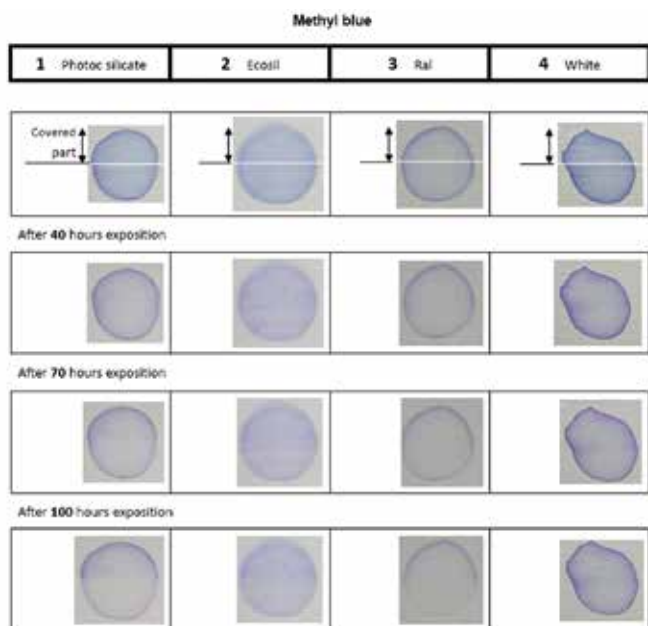 Methyl blue
1 Photoc silicate 2 Ecosil 3 Ral 4 White
Covered
part
After 40 hours exposition
After 70 hours exposition
After 100 hours exposition